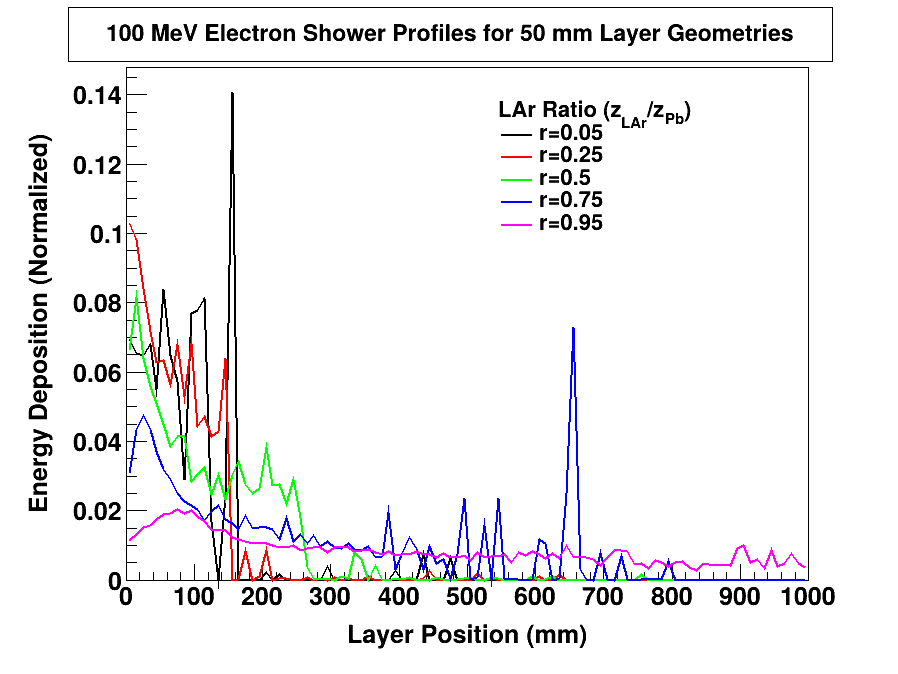 100 MeV Electron Shower Profiles for 50 mm Layer Geometries
Energy Deposition (Normalized)
0.14
0.12
0.1
0.08
0.06
0.04
0.02
0
LAr Ratio (z_LAr/z_Pb)
r=0.05
r=0.25
r=0.5
r=0.75
r=0.95
0 100 200 300 400 500 600 700 800 900 1000
Layer Position (mm)